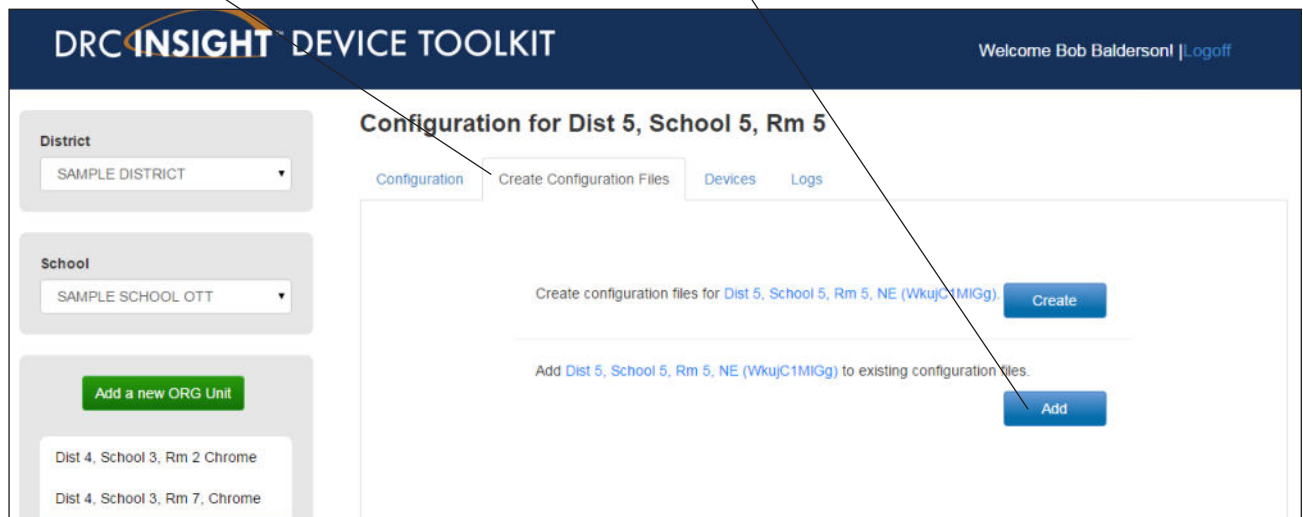 DRC INSIGHT™ DEVICE TOOLKIT
Welcome Bob Balderson! |Logoff
District
SAMPLE DISTRICT
School
SAMPLE SCHOOL OTT
Add a new ORG Unit
Dist 4, School 3, Rm 2 Chrome
Dist 4, School 3, Rm 7, Chrome
Configuration for Dist 5, School 5, Rm 5
Configuration Create Configuration Files Devices Logs
Create configuration files for Dist 5, School 5, Rm 5, NE (WkujC1MIGg). Create
Add Dist 5, School 5, Rm 5, NE (WkujC1MIGg) to existing configuration files.
Add